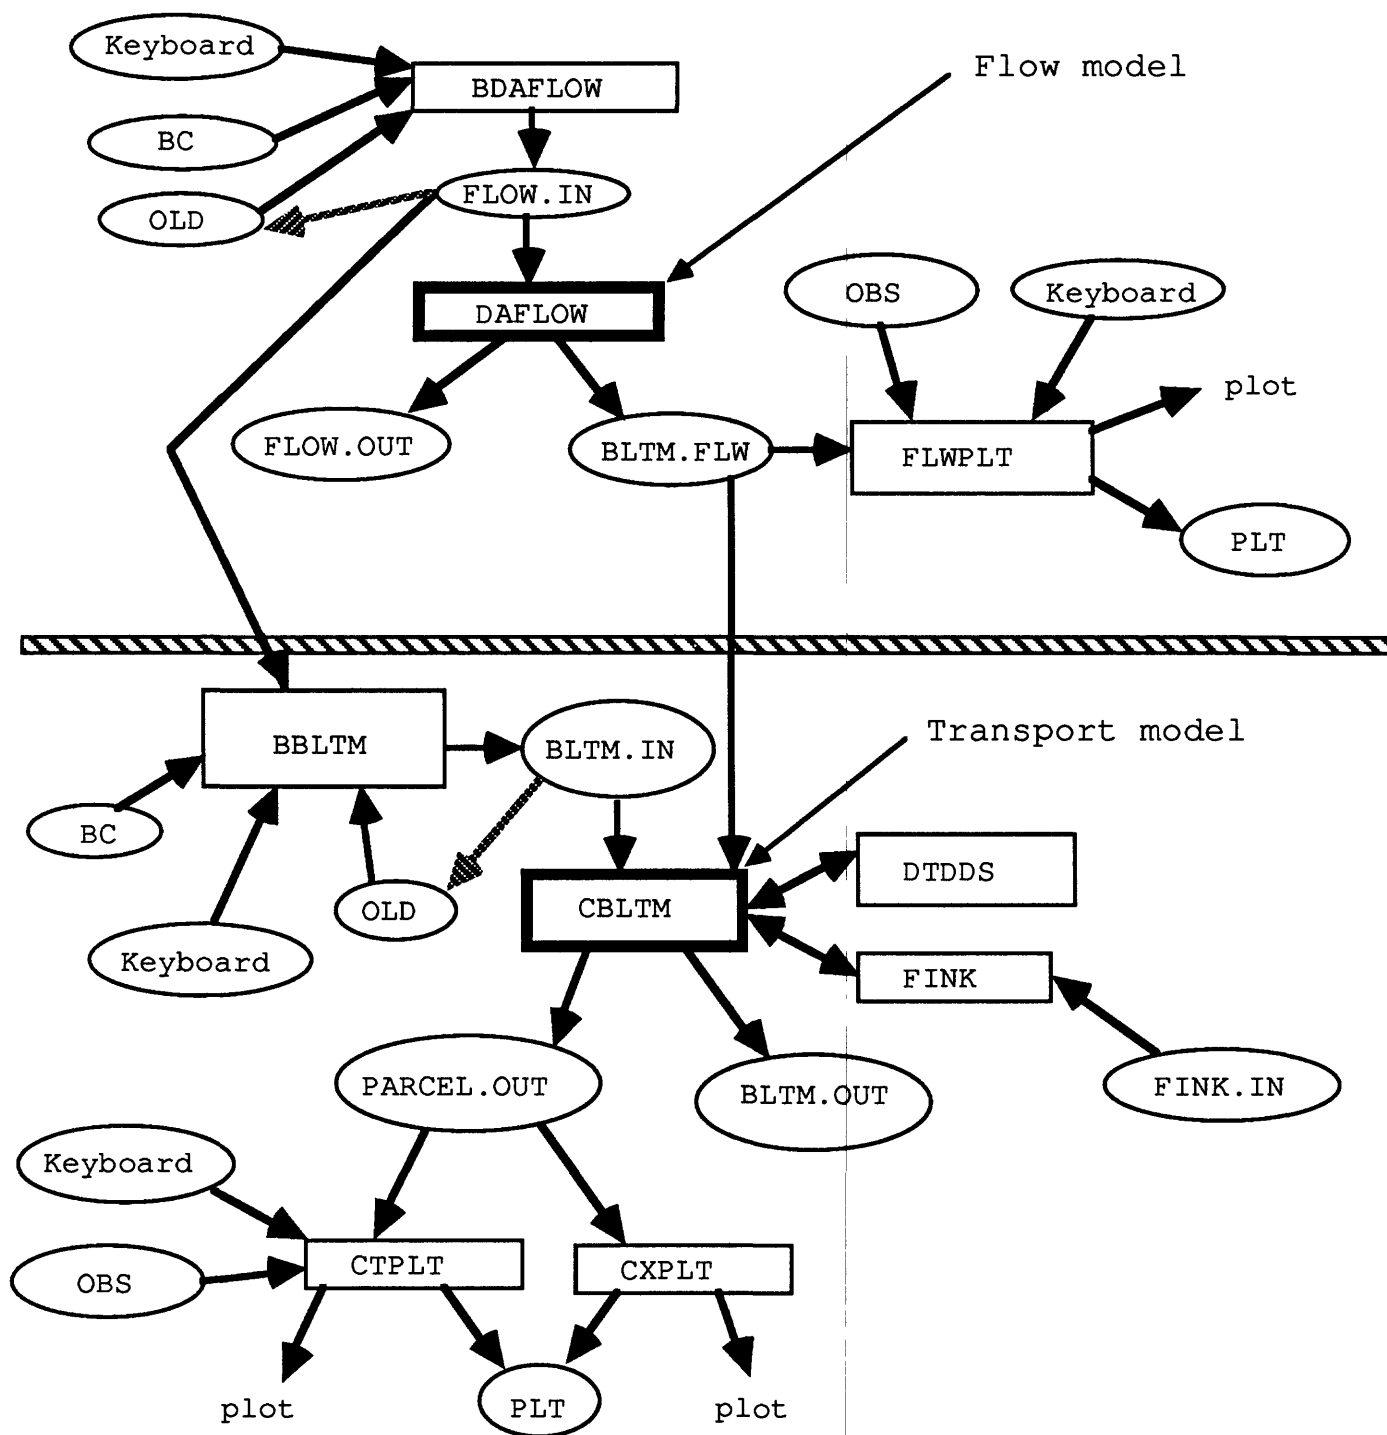 Keyboard
BDAFLOW
Flow model
BC
FLOW.IN
OLD
DAFLOW
OBS
Keyboard
plot
FLOW.OUT
BLTM.FLW
FLWPLT
PLT
BBLTM
BLTM.IN
Transport model
BC
DTDDS
OLD
CBLTM
Keyboard
FINK
PARCEL.OUT
BLTM.OUT
FINK.IN
Keyboard
CTPLT
CXPLT
OBS
plot
PLT
plot